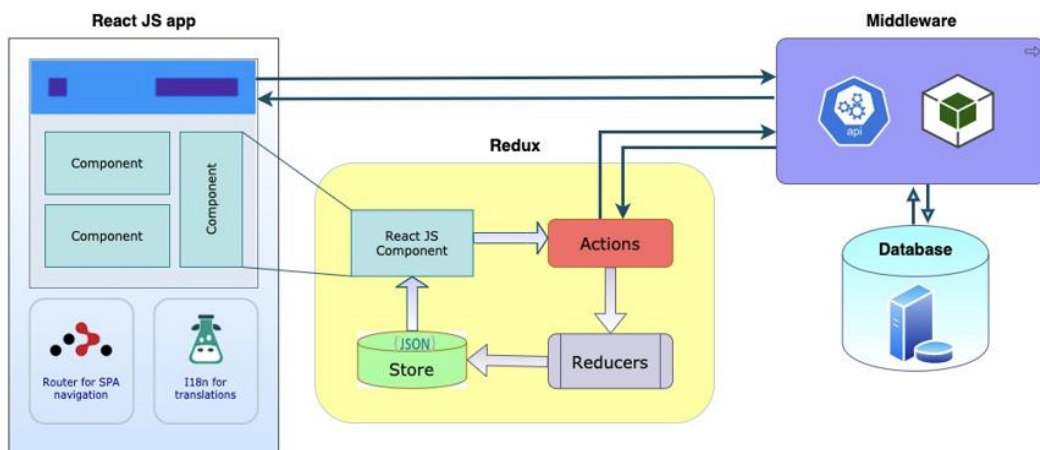 React JS app
Middleware
Component
Component
Component
Redux
React JS
Component
Actions
{JSON}
Store
Reducers
api
Database
Router for SPA
navigation
I18n for
translations